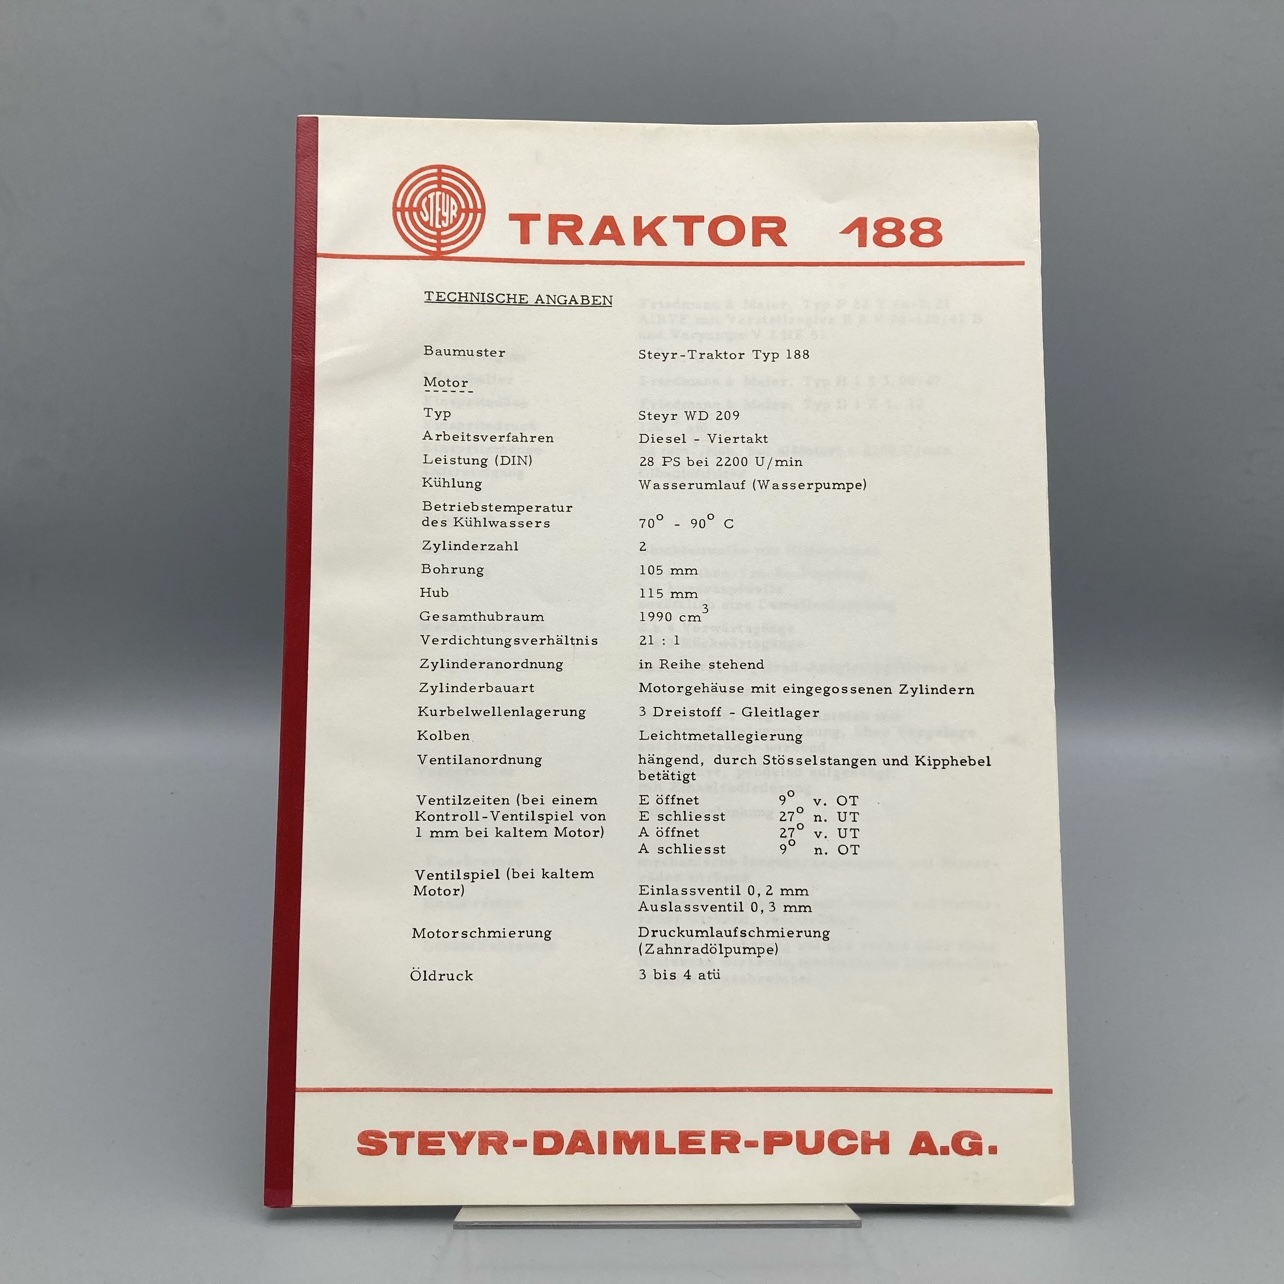 STEYR
TRAKTOR 188
TECHNISCHE ANGABEN
Baumuster Steyr-Traktor Typ 188
Motor
Typ Steyr WD 209
Arbeitsverfahren Diesel - Viertakt
Leistung (DIN) 28 PS bei 2200 U/min
Kühlung Wasserumlauf (Wasserpumpe)
Betriebstemperatur
des Kühlwassers 70° - 90° C
Zylinderzahl 2
Bohrung 105 mm
Hub 115 mm
Gesamthubraum 1990 cm³
Verdichtungsverhältnis 21 : 1
Zylinderanordnung in Reihe stehend
Zylinderbauart Motorgehäuse mit eingegossenen Zylindern
Kurbelwellenlagerung 3 Dreistoff - Gleitlager
Kolben Leichtmetallegierung
Ventilanordnung hängend, durch Stösselstangen und Kipphebel
betätigt
Ventilzeiten (bei einem E öffnet 9° v. OT
Kontroll-Ventilspiel von E schliesst 27° n. UT
1 mm bei kaltem Motor) A öffnet 27° v. UT
A schliesst 9° n. OT
Ventilspiel (bei kaltem
Motor) Einlassventil 0,2 mm
Auslassventil 0,3 mm
Motorschmierung Druckumlaufschmierung
(Zahnradölpumpe)
Öldruck 3 bis 4 atü
STEYR-DAIMLER-PUCH A.G.